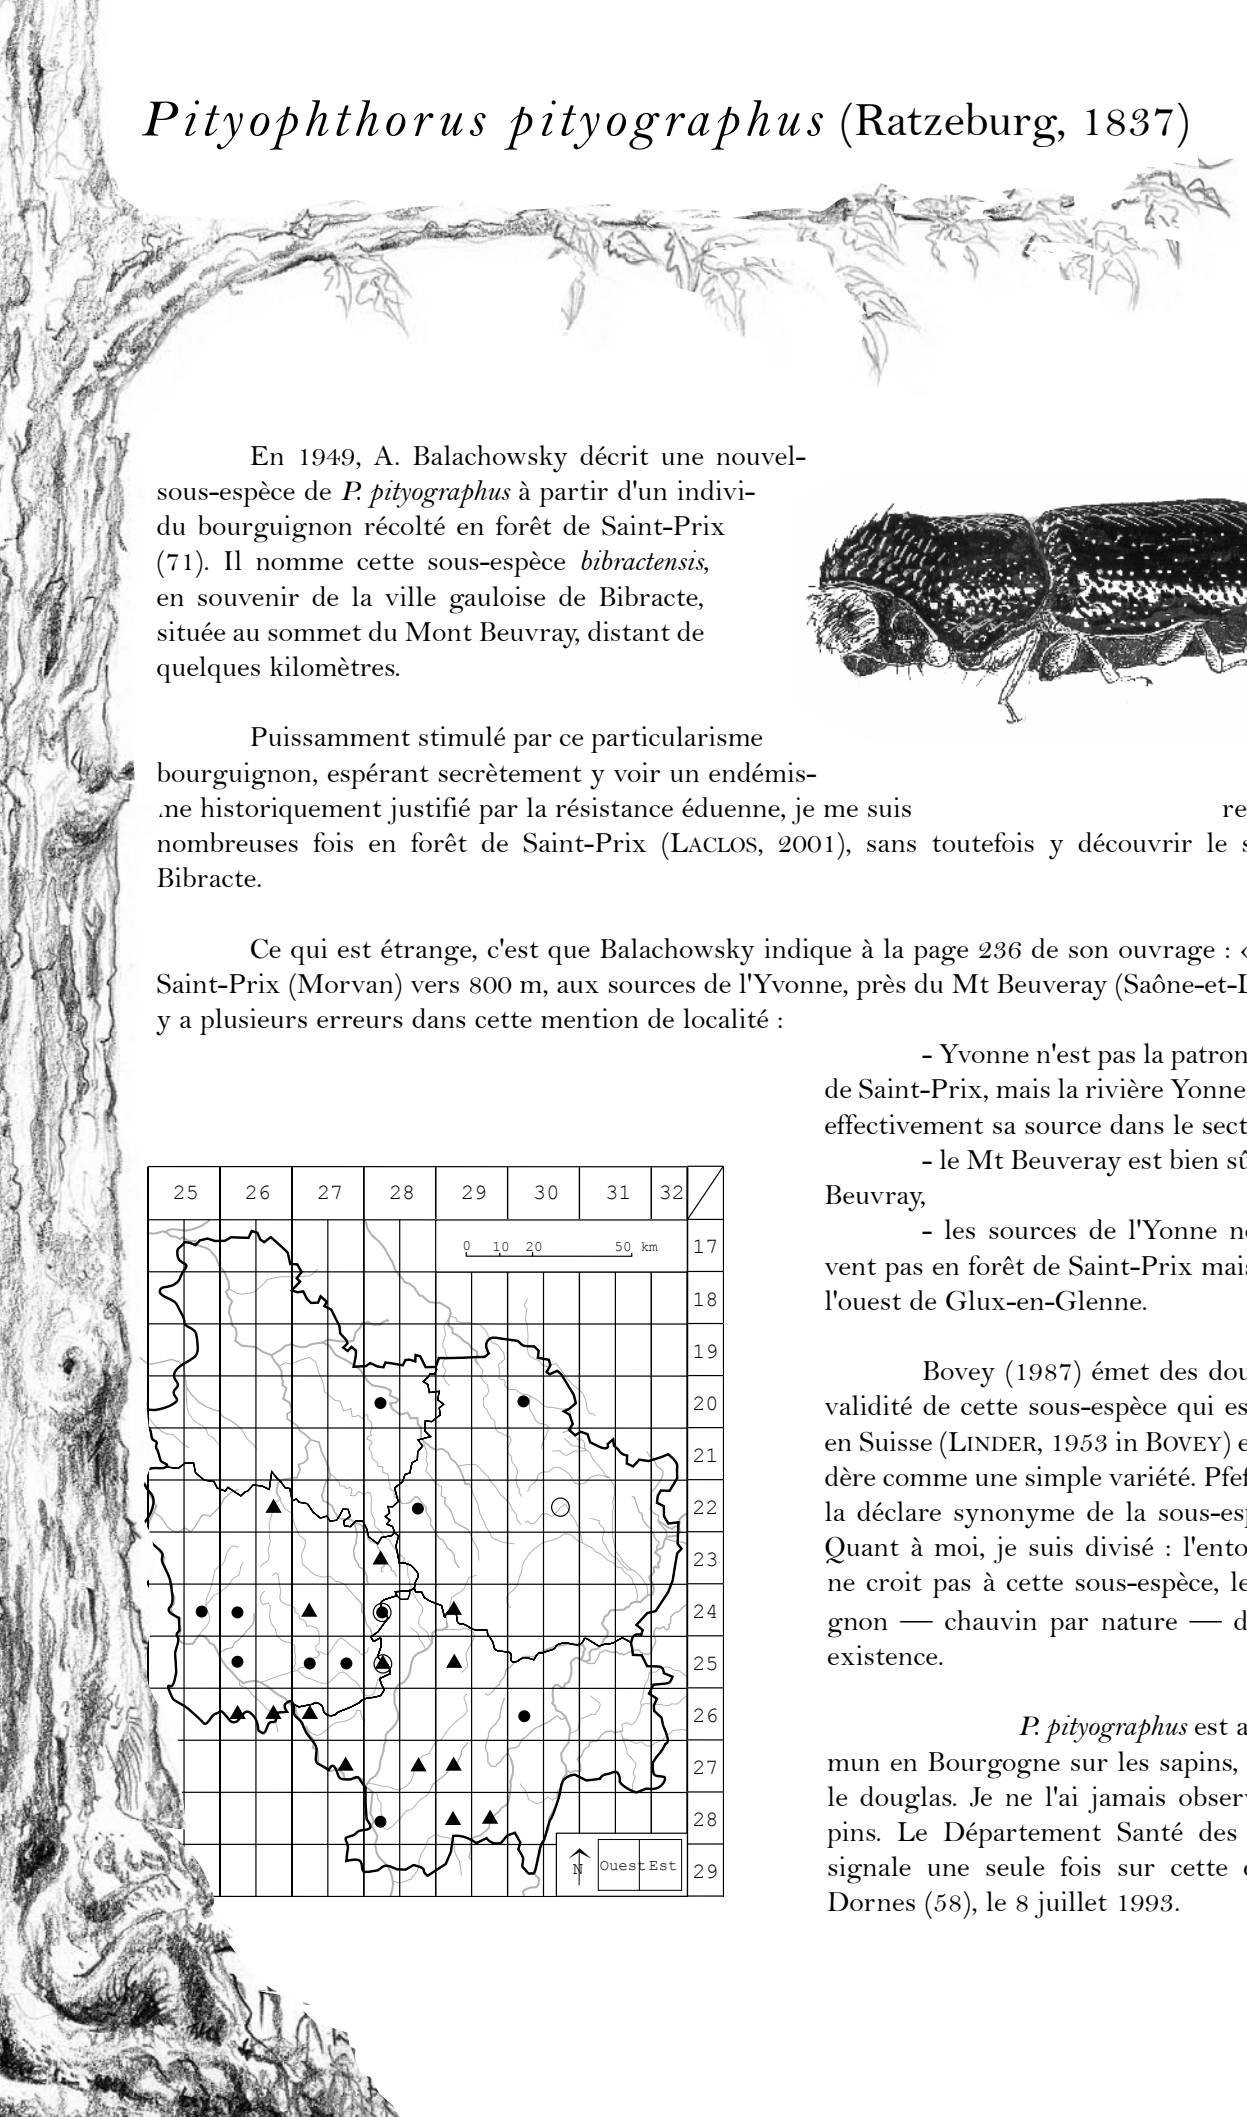 Pityophthorus pityographus (Ratzeburg, 1837)
En 1949, A. Balachowsky décrit une nouvel-
sous-espèce de P. pityographus à partir d'un indivi-
du bourguignon récolté en forêt de Saint-Prix
(71). Il nomme cette sous-espèce bibractensis,
en souvenir de la ville gauloise de Bibracte,
située au sommet du Mont Beuvray, distant de
quelques kilomètres.
Puissamment stimulé par ce particularisme
bourguignon, espérant secrètement y voir un endémis-
me historiquement justifié par la résistance éduenne, je me suis re
nombreuses fois en forêt de Saint-Prix (LACLOS, 2001), sans toutefois y découvrir le s
Bibracte.
Ce qui est étrange, c'est que Balachowsky indique à la page 236 de son ouvrage : «
Saint-Prix (Morvan) vers 800 m, aux sources de l'Yvonne, près du Mt Beuveray (Saône-et-L
y a plusieurs erreurs dans cette mention de localité :
- Yvonne n'est pas la patron
de Saint-Prix, mais la rivière Yonne
effectivement sa source dans le sect
- le Mt Beuveray est bien sû
Beuvray,
- les sources de l'Yonne ne
vent pas en forêt de Saint-Prix mais
l'ouest de Glux-en-Glenne.
Bovey (1987) émet des dou
validité de cette sous-espèce qui es
en Suisse (LINDER, 1953 in BOVEY) e
dère comme une simple variété. Pfef
la déclare synonyme de la sous-esp
Quant à moi, je suis divisé : l'ento
ne croit pas à cette sous-espèce, le
gnon — chauvin par nature — d
existence.
P. pityographus est a
mun en Bourgogne sur les sapins,
le douglas. Je ne l'ai jamais observ
pins. Le Département Santé des
signale une seule fois sur cette e
Dornes (58), le 8 juillet 1993.
25 26 27 28 29 30 31 32
0 10 20 50 km
17
18
19
20
21
22
23
24
25
26
27
28
29
N Ouest Est